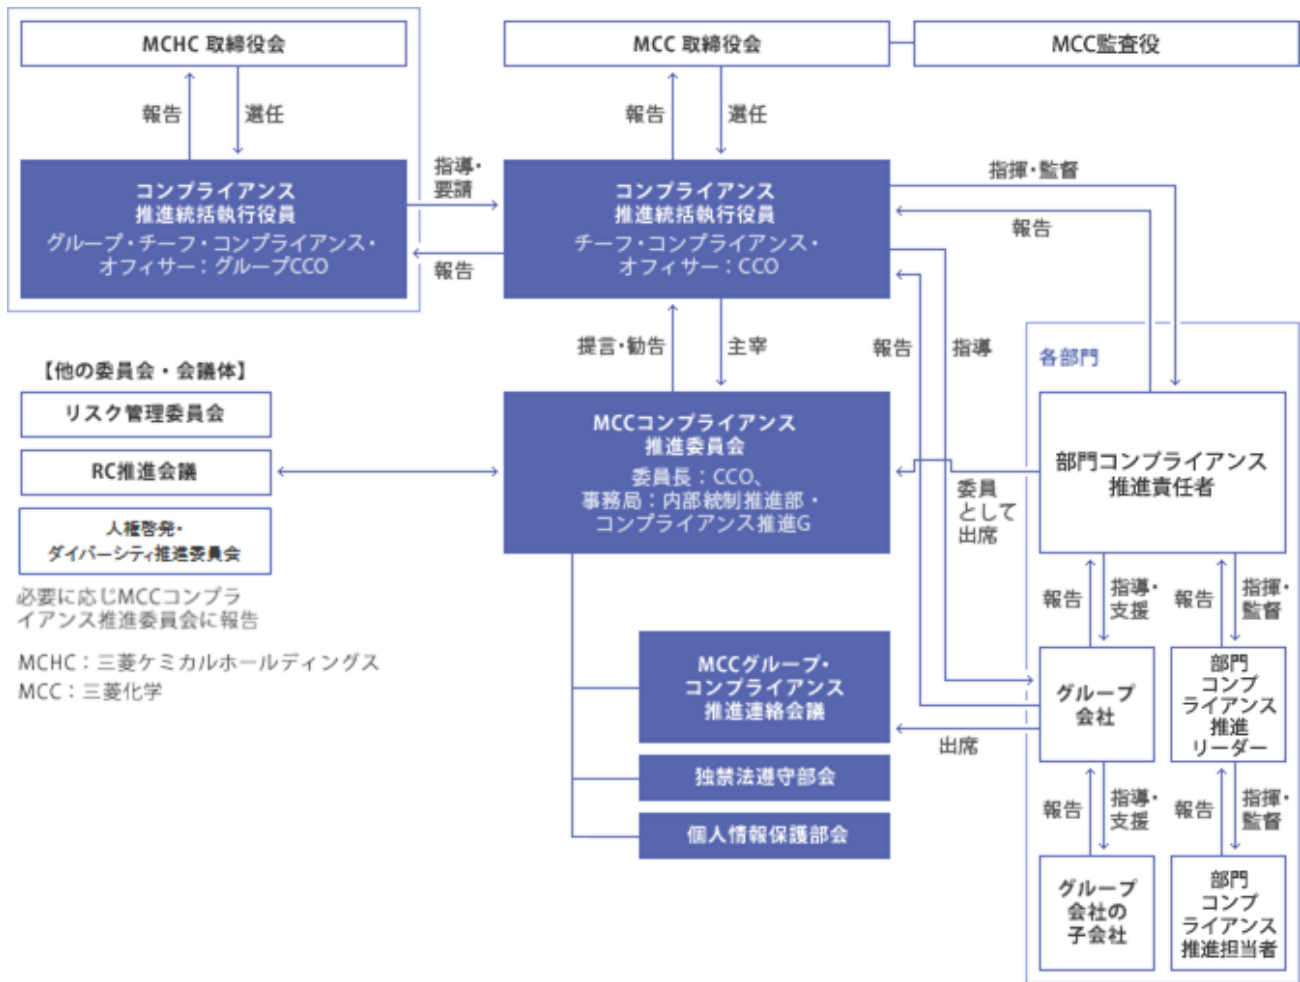 MCHC 取締役会
MCC 取締役会
MCC監査役
報告
選任
報告
選任
コンプライアンス
推進統括執行役員
グループ・チーフ・コンプライアンス・
オフィサー：グループCCO
指導・
要請
報告
コンプライアンス
推進統括執行役員
チーフ・コンプライアンス・
オフィサー：CCO
指揮・監督
報告
提言・勧告
主宰
報告
指導
【他の委員会・会議体】
リスク管理委員会
RC推進会議
人権啓発・
ダイバーシティ推進委員会
必要に応じMCCコンプラ
イアンス推進委員会に報告
MCHC：三菱ケミカルホールディングス
MCC：三菱化学
MCCコンプライアンス
推進委員会
委員長：CCO、
事務局：内部統制推進部・
コンプライアンス推進G
委員
として
出席
各部門
部門コンプライアンス
推進責任者
報告
指導・
支援
報告
指揮・
監督
MCCグループ・
コンプライアンス
推進連絡会議
出席
グループ
会社
部門
コンプ
ライアンス
推進
リーダー
独禁法遵守部会
個人情報保護部会
報告
指導・
支援
報告
指揮・
監督
グループ
会社の
子会社
部門
コンプ
ライアンス
推進担当者